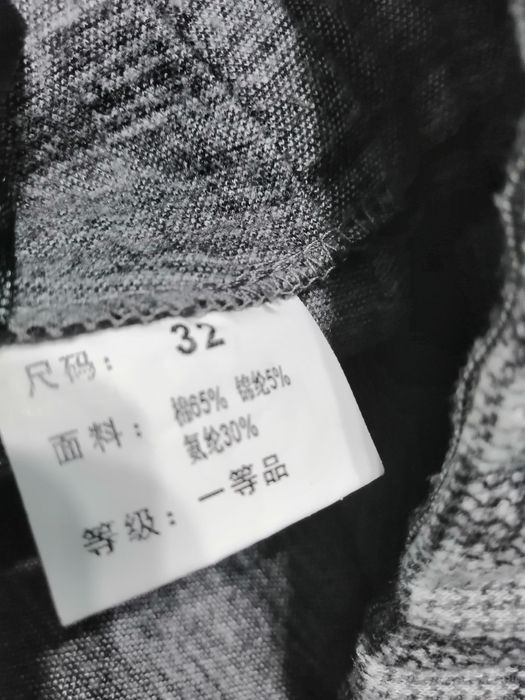 尺码： 32
面料： 棉65% 锦纶5%
氨纶30%
等级： 一等品